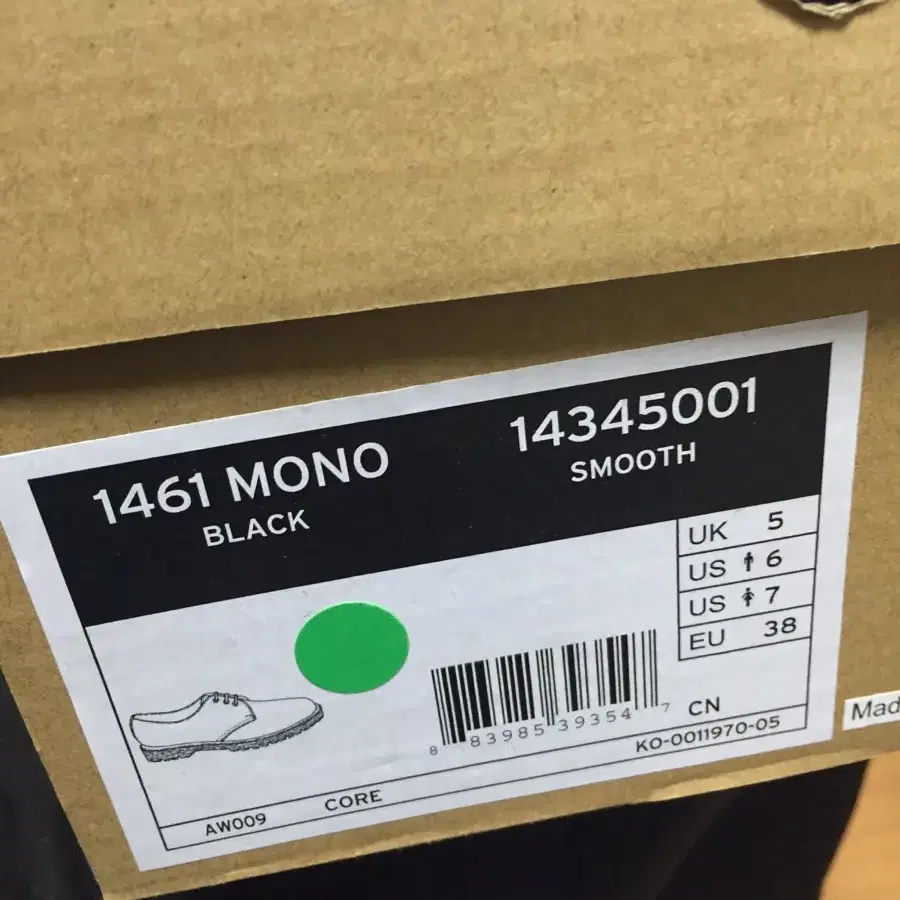 1461 MONO
BLACK
14345001
SMOOTH
UK 5
US 6
US 7
EU 38
8 83985 39354 7
CN
KO-0011970-05
AW009
CORE
Mad